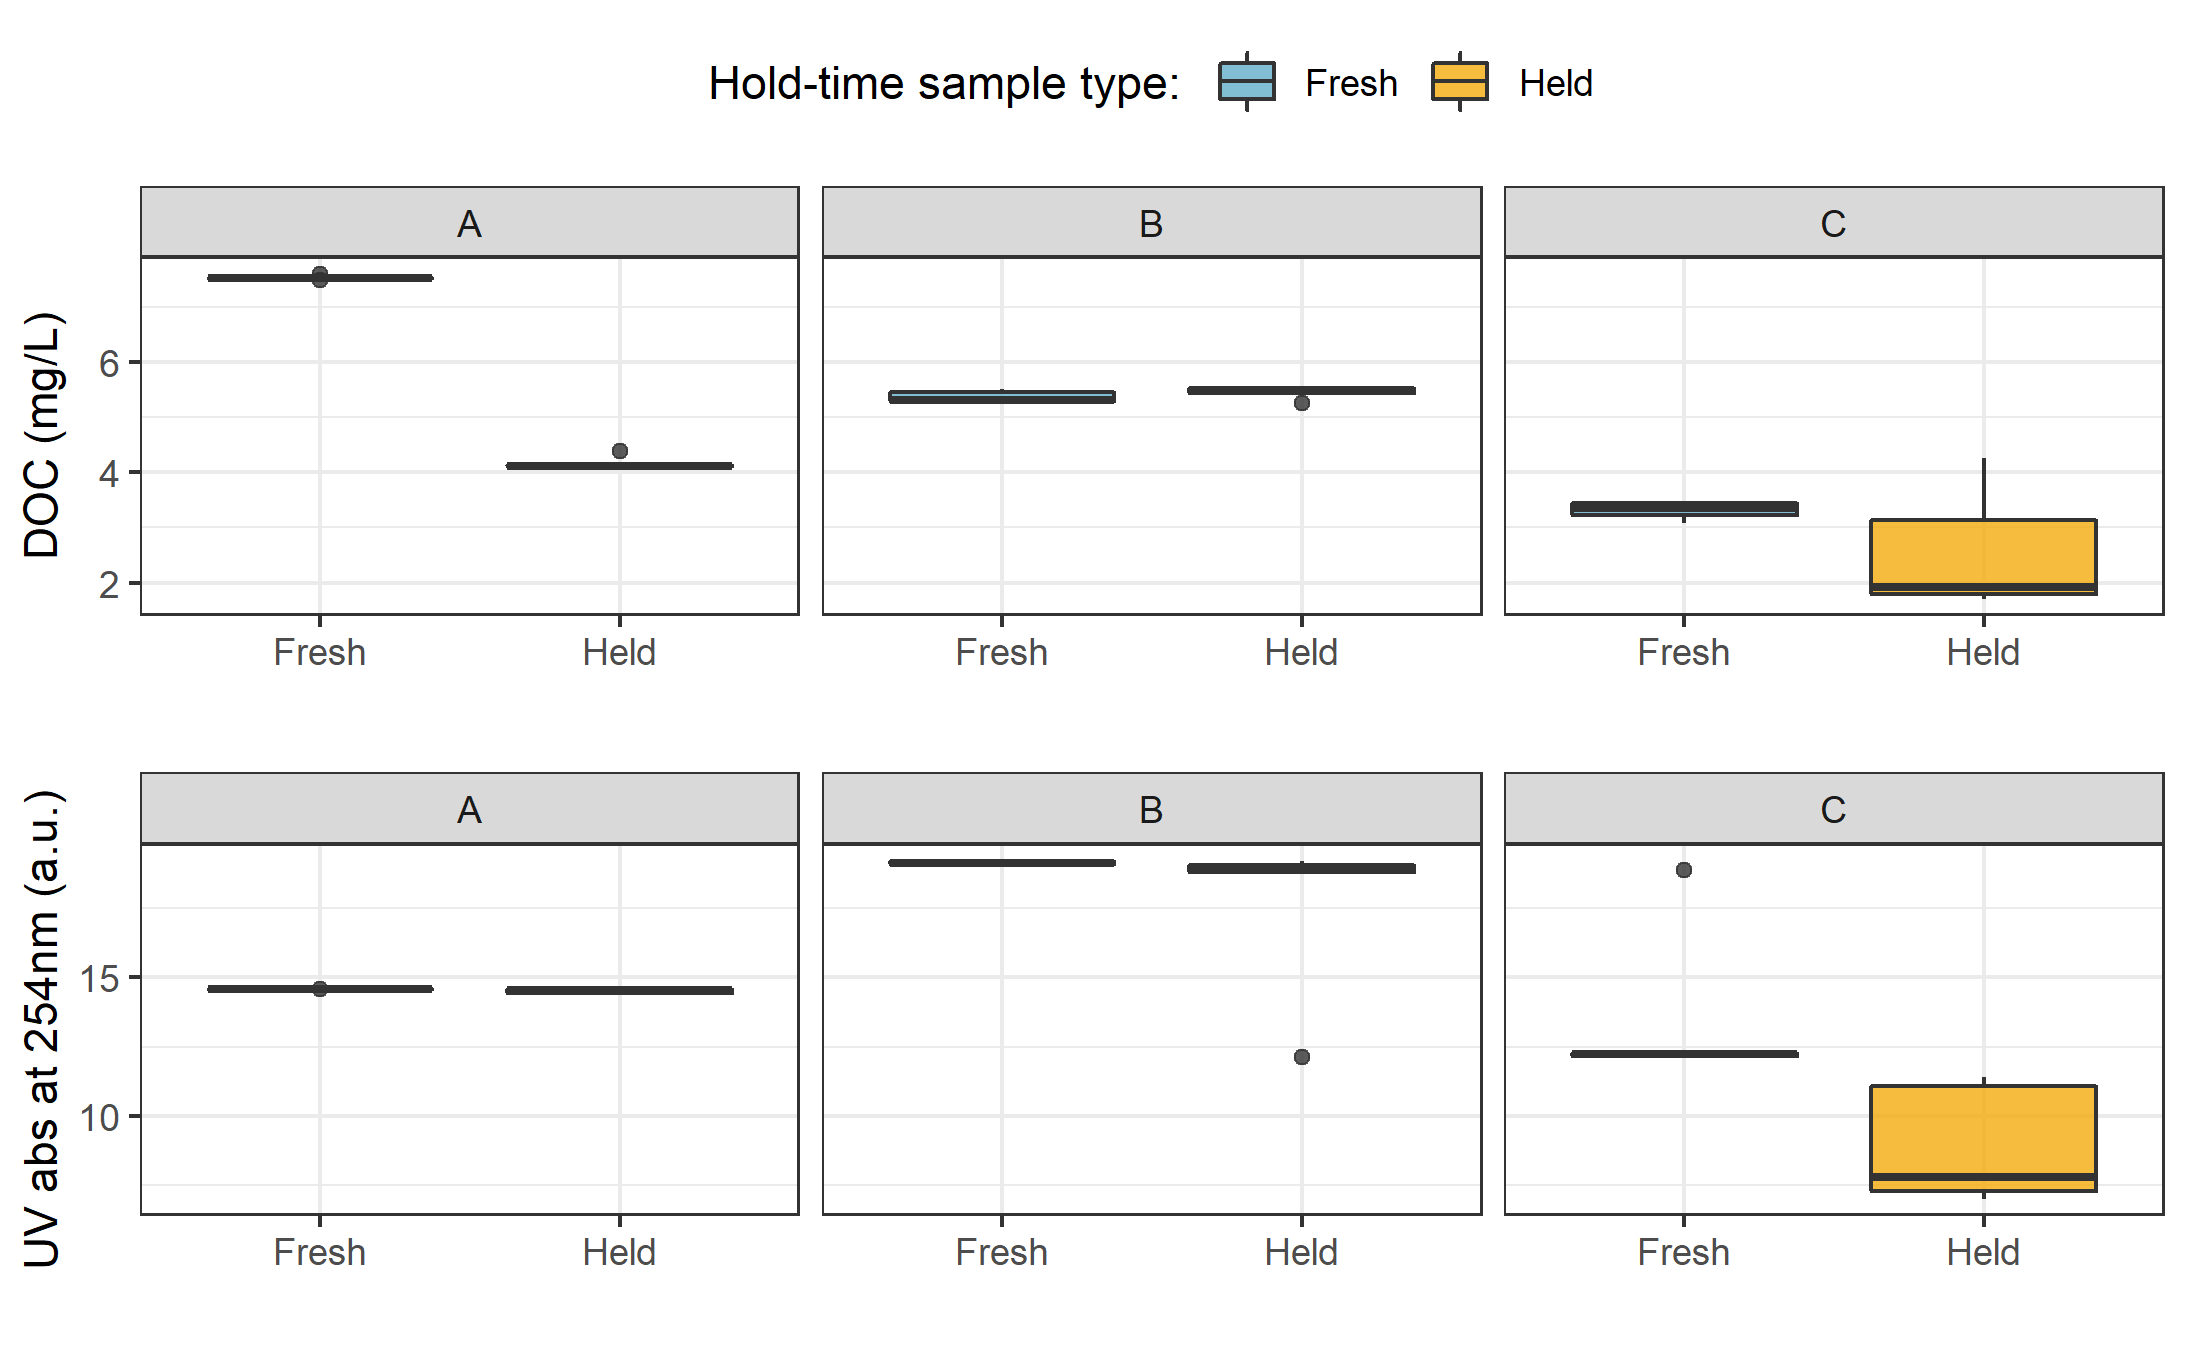 Hold-time sample type: Fresh Held
A B C
DOC (mg/L)
6
4
2
Fresh Held Fresh Held Fresh Held
A B C
UV abs at 254nm (a.u.)
15
10
Fresh Held Fresh Held Fresh Held